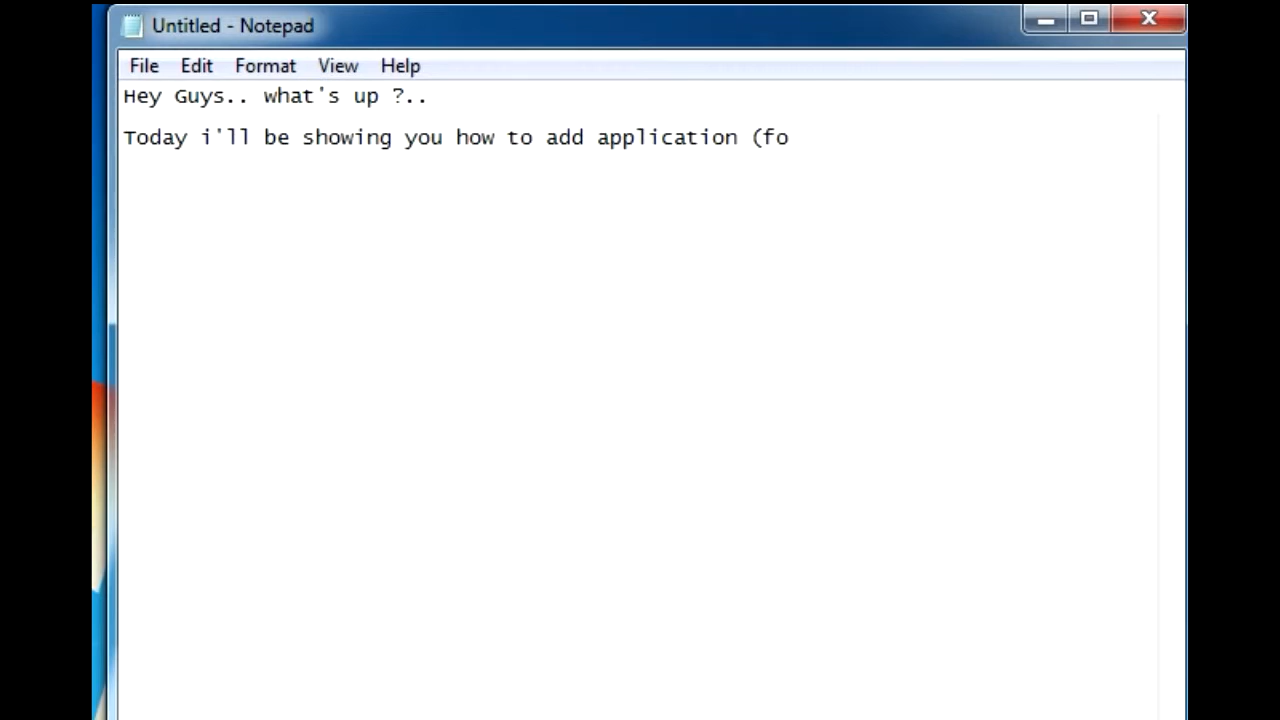 Untitled - Notepad
File Edit Format View Help
Hey Guys.. what's up ?..
Today i'll be showing you how to add application (fo